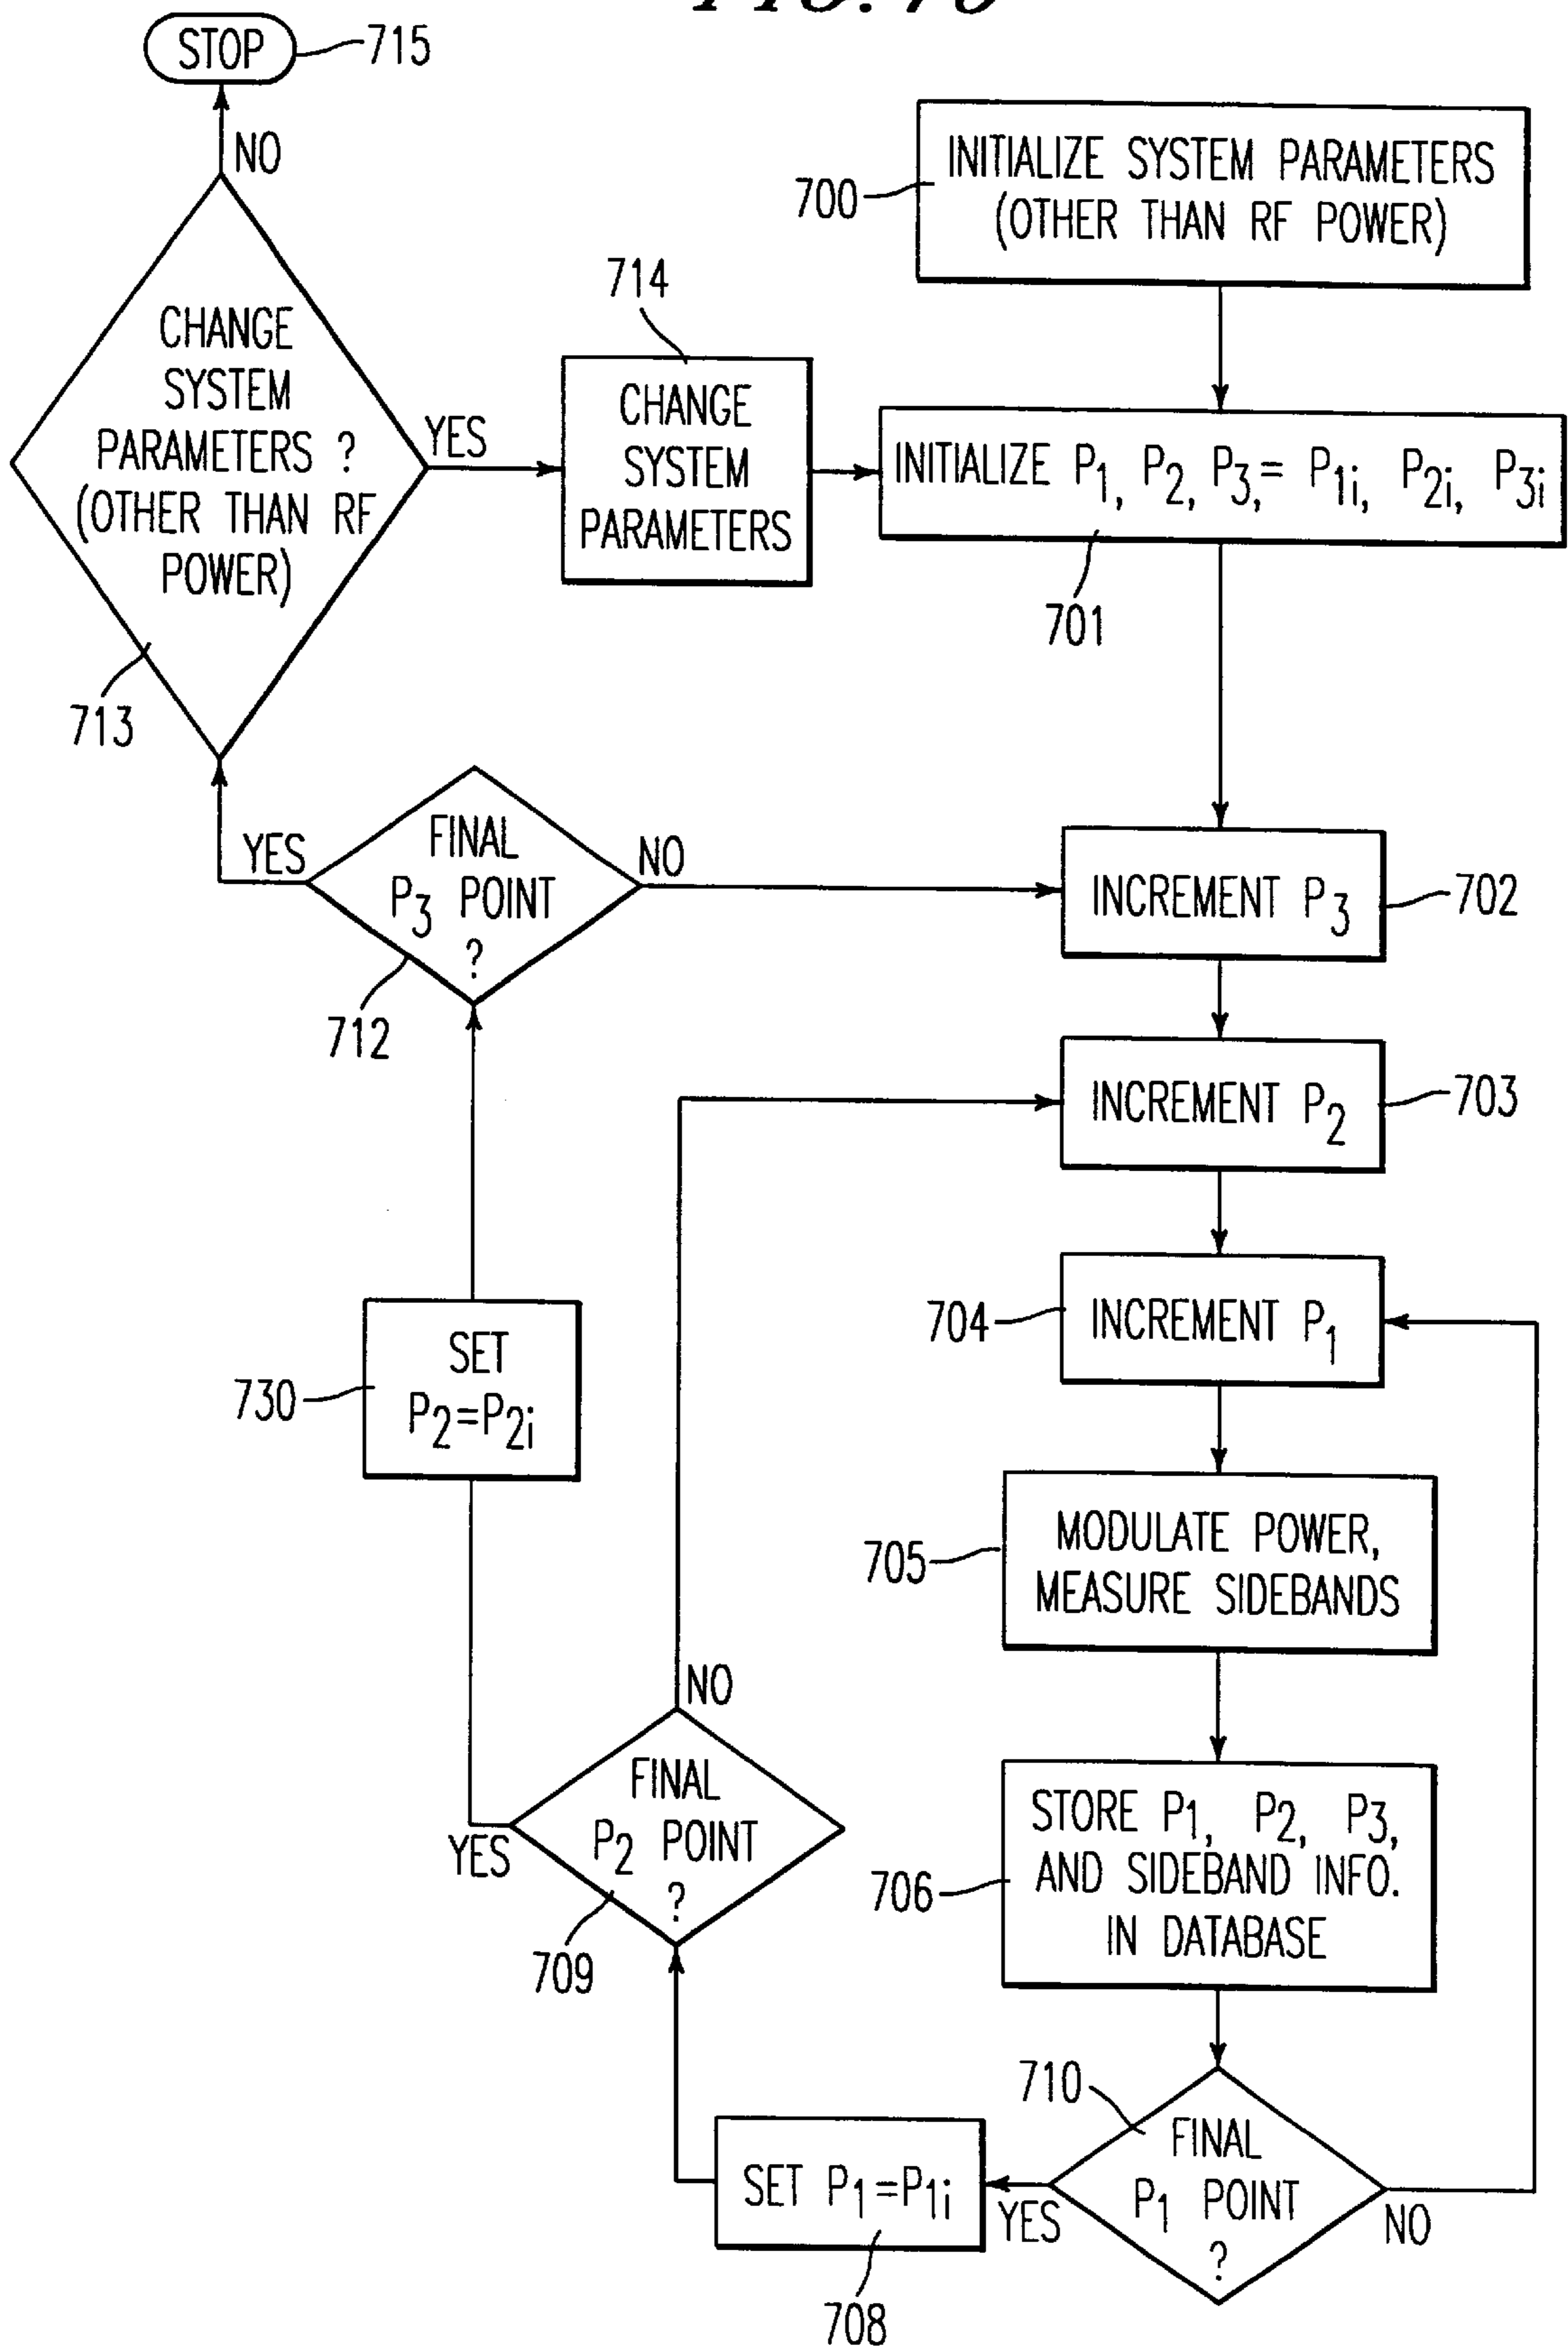 STOP
715
NO
INITIALIZE SYSTEM PARAMETERS
(OTHER THAN RF POWER)
700
CHANGE
SYSTEM
PARAMETERS ?
(OTHER THAN RF
POWER)
713
YES
714
CHANGE
SYSTEM
PARAMETERS
INITIALIZE P1, P2, P3,= P1i, P2i, P3i
701
YES
FINAL
P3 POINT
?
712
NO
INCREMENT P3
702
INCREMENT P2
703
704
INCREMENT P1
730
SET
P2=P2i
705
MODULATE POWER,
MEASURE SIDEBANDS
NO
FINAL
P2 POINT
?
YES
709
706
STORE P1, P2, P3,
AND SIDEBAND INFO.
IN DATABASE
710
FINAL
P1 POINT
?
NO
YES
SET P1=P1i
708